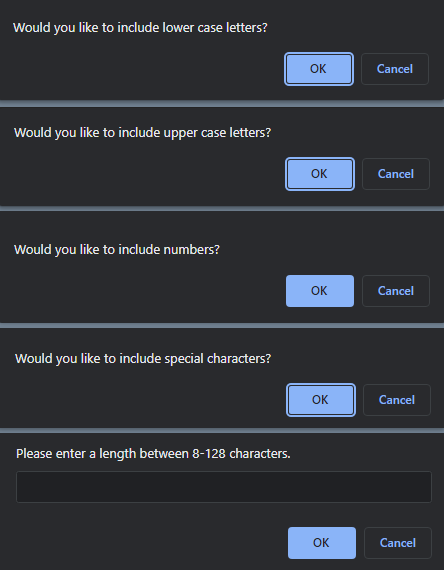 Would you like to include lower case letters?
OK Cancel
Would you like to include upper case letters?
OK Cancel
Would you like to include numbers?
OK Cancel
Would you like to include special characters?
OK Cancel
Please enter a length between 8-128 characters.
OK Cancel